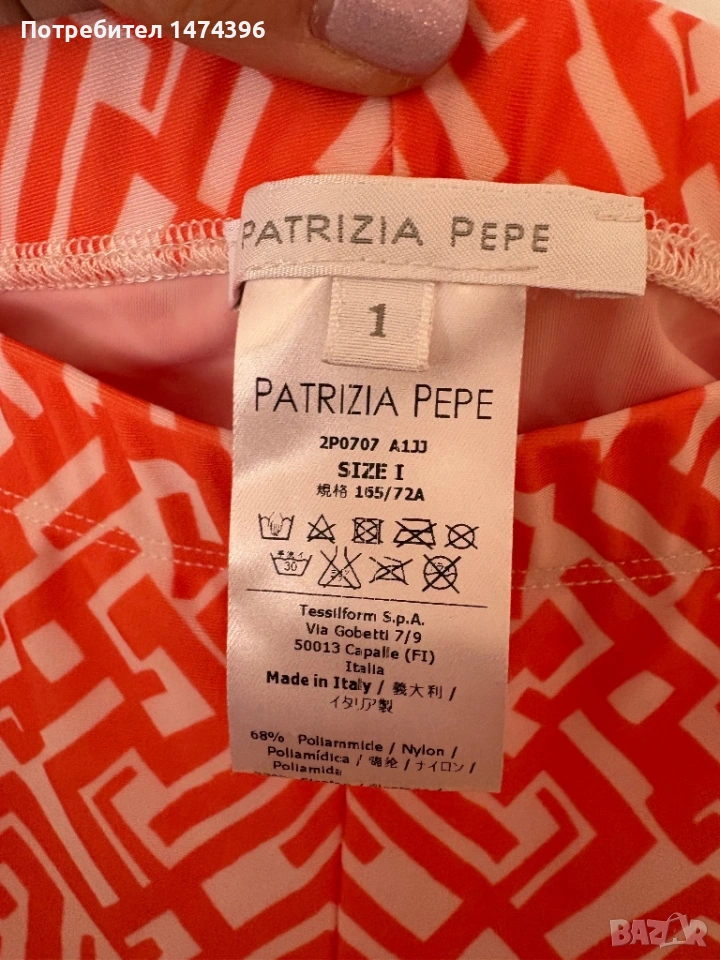 Потребител 1474396
PATRIZIA PEPE
1
PATRIZIA PEPE
2P0707 A1JJ
SIZE I
規格 165/72A
30
Tessilform S.p.A.
Via Gobetti 7/9
50013 Capalle (FI)
Italia
Made in Italy / 義大利 /
イタリア製
68% Poliammide / Nylon /
Poliamídica / 锦纶 / ナイロン /
Poliamida
BAZAR